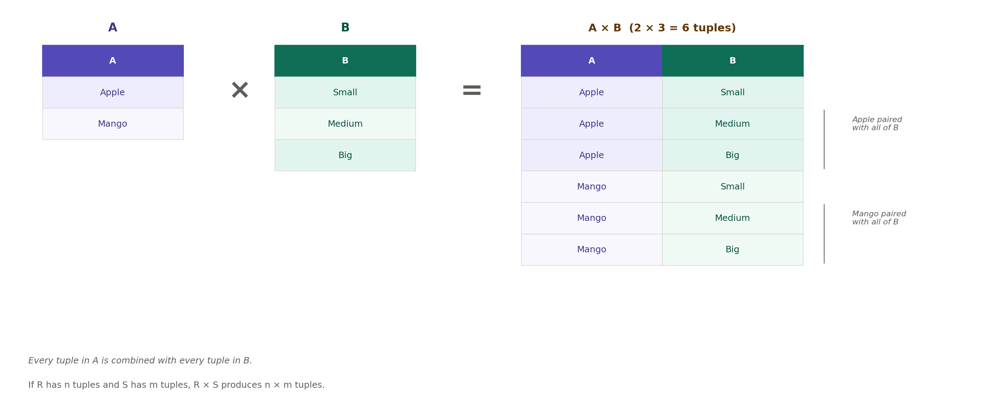 A
B
A × B (2 × 3 = 6 tuples)
A
Apple
Mango
×
B
Small
Medium
Big
=
A B
Apple Small
Apple Medium
Apple Big
Mango Small
Mango Medium
Mango Big
Apple paired
with all of B
Mango paired
with all of B
Every tuple in A is combined with every tuple in B.
If R has n tuples and S has m tuples, R × S produces n × m tuples.